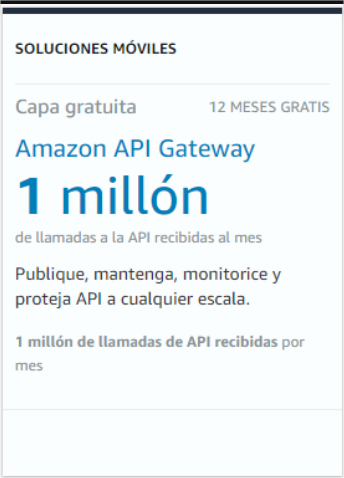 SOLUCIONES MÓVILES
Capa gratuita
12 MESES GRATIS
Amazon API Gateway
1 millón
de llamadas a la API recibidas al mes
Publique, mantenga, monitorice y
proteja API a cualquier escala.
1 millón de llamadas de API recibidas por
mes